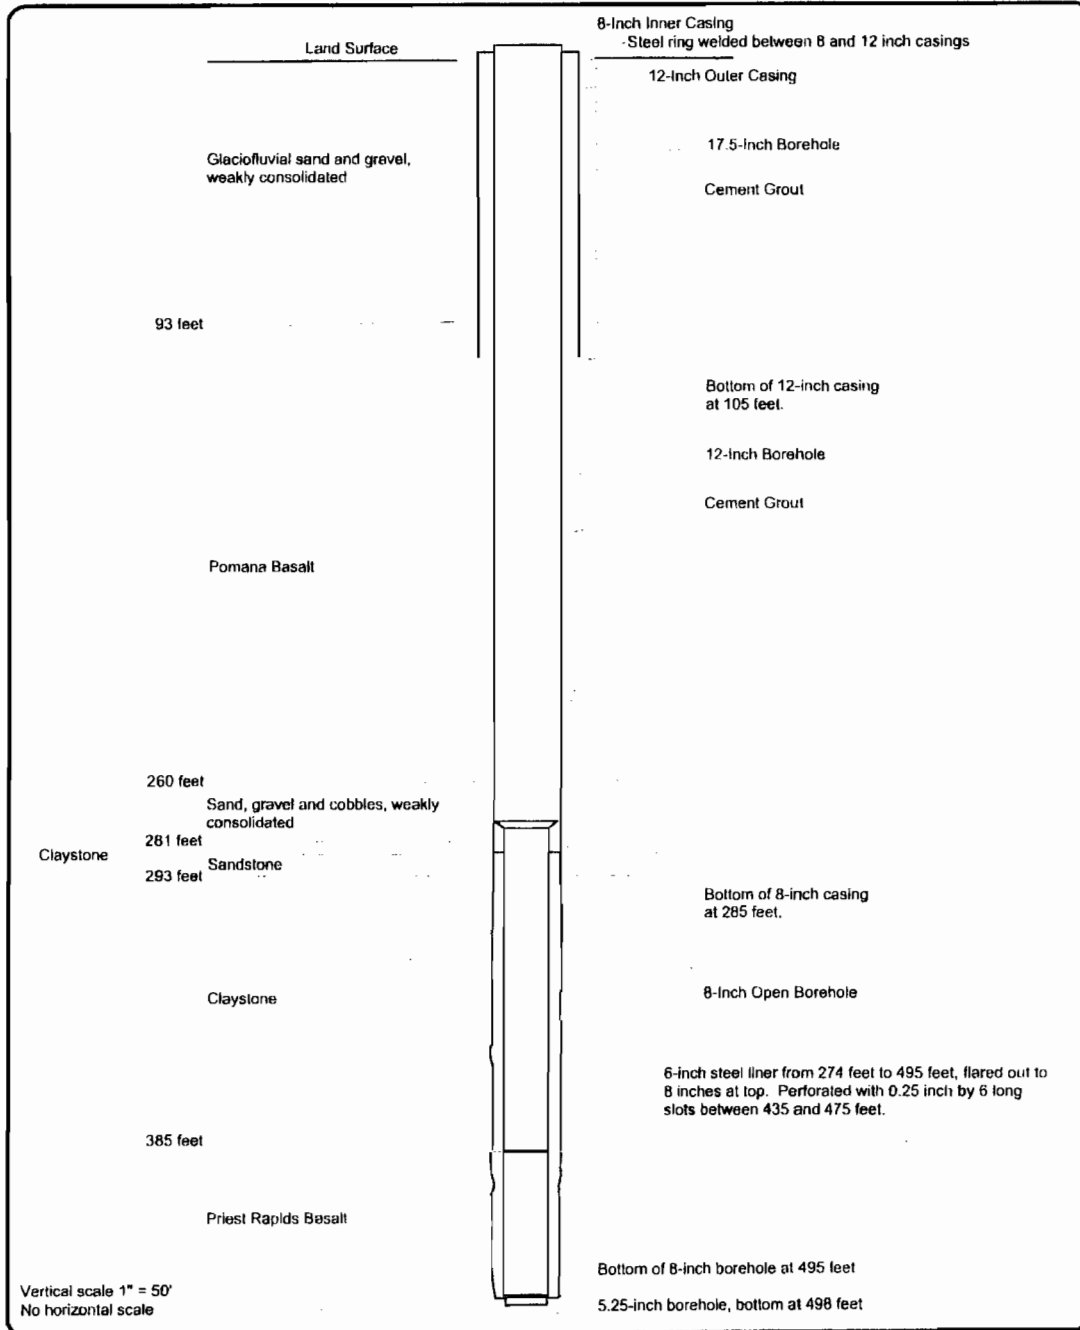 8-Inch Inner Casing
Steel ring welded between 8 and 12 inch casings
Land Surface
12-Inch Outer Casing
17.5-Inch Borehole
Glaciofluvial sand and gravel,
weakly consolidated
Cement Grout
93 feet
Bottom of 12-inch casing
at 105 feet.
12-Inch Borehole
Cement Grout
Pomana Basalt
260 feet
Sand, gravel and cobbles, weakly
consolidated
281 feet
Claystone
Sandstone
293 feet
Bottom of 8-inch casing
at 285 feet.
Claystone
8-Inch Open Borehole
6-inch steel liner from 274 feet to 495 feet, flared out to
8 inches at top. Perforated with 0.25 inch by 6 long
slots between 435 and 475 feet.
385 feet
Priest Rapids Basalt
Bottom of 8-inch borehole at 495 feet
Vertical scale 1" = 50'
No horizontal scale
5.25-inch borehole, bottom at 498 feet